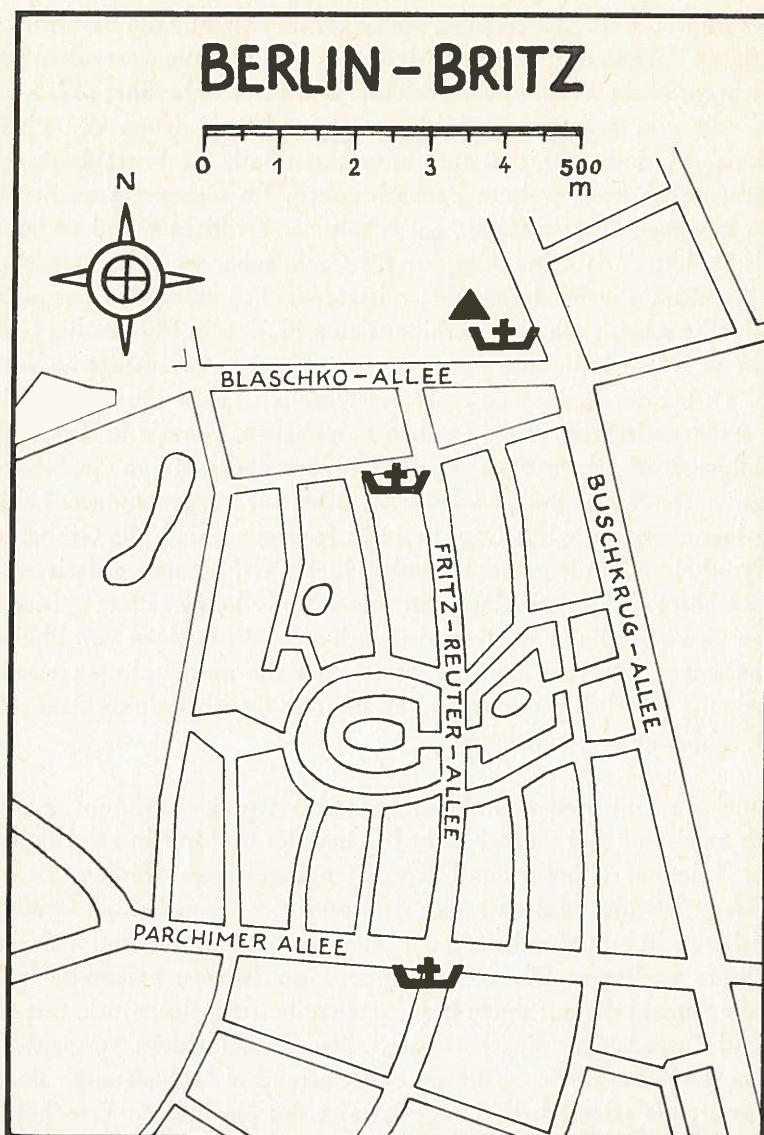 BERLIN – BRITZ
0 1 2 3 4 500
m
N
BLASCHKO – ALLEE
BUSCHKRUG – ALLEE
FRITZ – REUTER – ALLEE
PARCHIMER ALLEE